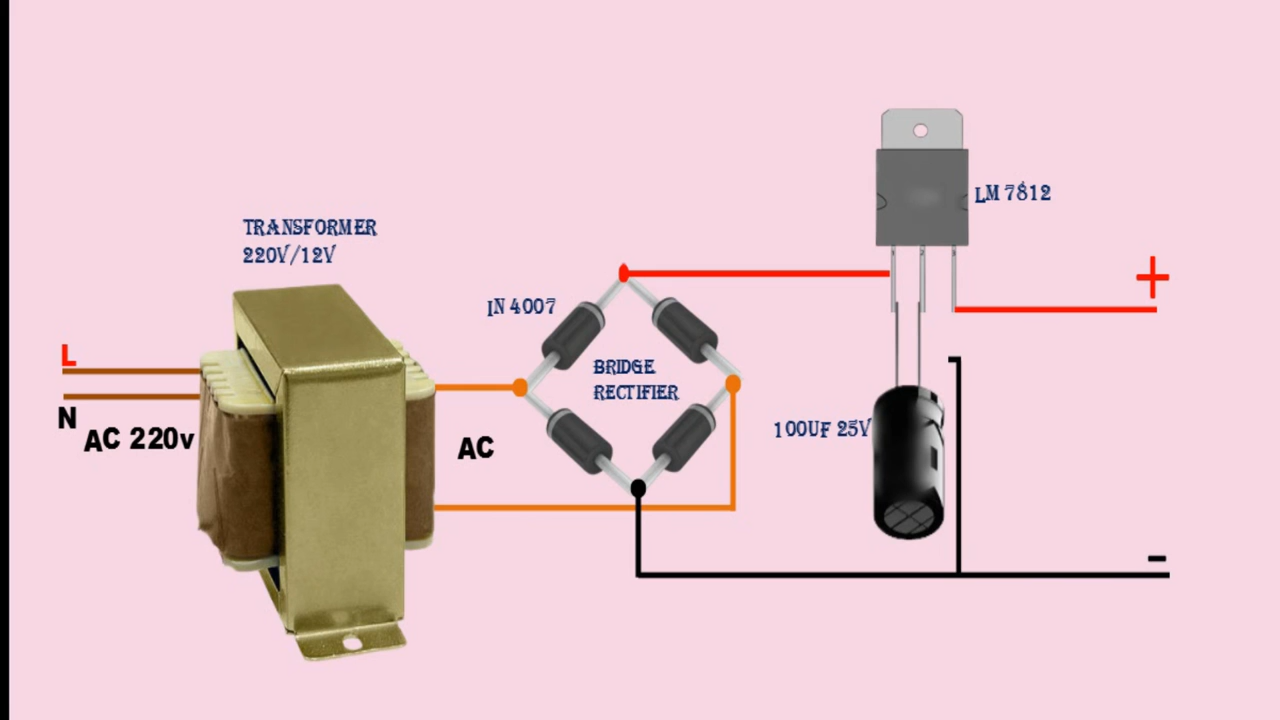 TRANSFORMER
220V/12V
L
N
AC 220v
AC
IN 4007
BRIDGE
RECTIFIER
LM 7812
+
100UF 25V
-